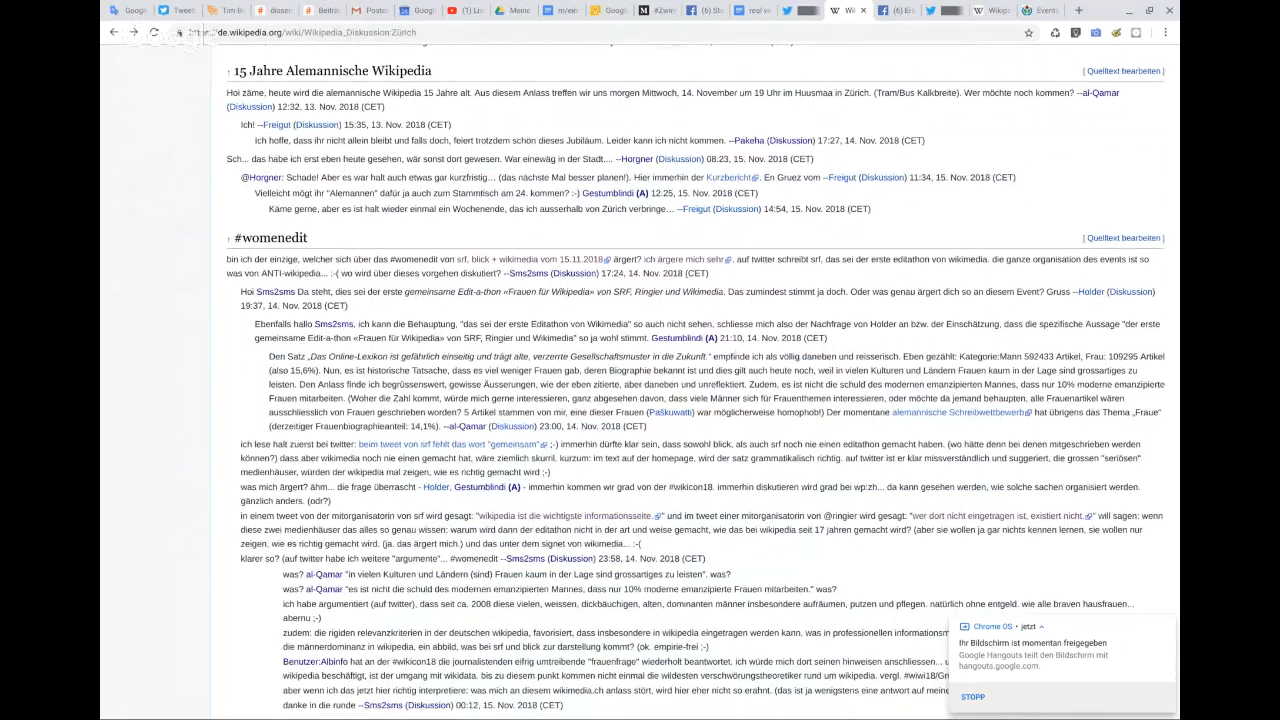 Google
Tweets
Tim B
dissen
Beiträ
Poste
Googl
(1) Li
Meine
m/ein
Googl
#Zwin
(6) St
real v
Wi
(6) Er
Wikip
Events
https://de.wikipedia.org/wiki/Wikipedia_Diskussion:Zürich
↑ 15 Jahre Alemannische Wikipedia
[ Quelltext bearbeiten ]
Hoi zäme, heute wird die alemannische Wikipedia 15 Jahre alt. Aus diesem Anlass treffen wir uns morgen Mittwoch, 14. November um 19 Uhr im Huusmaa in Zürich. (Tram/Bus Kalkbreite). Wer möchte noch kommen? --al-Qamar
(Diskussion) 12:32, 13. Nov. 2018 (CET)
Ich! --Freigut (Diskussion) 15:35, 13. Nov. 2018 (CET)
Ich hoffe, dass ihr nicht allein bleibt und falls doch, feiert trotzdem schön dieses Jubiläum. Leider kann ich nicht kommen. --Pakeha (Diskussion) 17:27, 14. Nov. 2018 (CET)
Sch... das habe ich erst eben heute gesehen, wär sonst dort gewesen. War einewäg in der Stadt.... --Horgner (Diskussion) 08:23, 15. Nov. 2018 (CET)
@Horgner: Schade! Aber es war halt auch etwas gar kurzfristig… (das nächste Mal besser planen!). Hier immerhin der Kurzbericht. En Gruez vom --Freigut (Diskussion) 11:34, 15. Nov. 2018 (CET)
Vielleicht mögt ihr "Alemannen" dafür ja auch zum Stammtisch am 24. kommen? :-) Gestumblindi (A) 12:25, 15. Nov. 2018 (CET)
Käme gerne, aber es ist halt wieder einmal ein Wochenende, das ich ausserhalb von Zürich verbringe… --Freigut (Diskussion) 14:54, 15. Nov. 2018 (CET)
↑ #womenedit
[ Quelltext bearbeiten ]
bin ich der einzige, welcher sich über das #womenedit von srf, blick + wikimedia vom 15.11.2018 ärgert? ich ärgere mich sehr. auf twitter schreibt srf, das sei der erste editathon von wikimedia. die ganze organisation des events ist so
was von ANTI-wikipedia... :-( wo wird über dieses vorgehen diskutiert? --Sms2sms (Diskussion) 17:24, 14. Nov. 2018 (CET)
Hoi Sms2sms Da steht, dies sei der erste gemeinsame Edit-a-thon «Frauen für Wikipedia» von SRF, Ringier und Wikimedia. Das zumindest stimmt ja doch. Oder was genau ärgert dich so an diesem Event? Gruss --Holder (Diskussion)
19:37, 14. Nov. 2018 (CET)
Ebenfalls hallo Sms2sms, ich kann die Behauptung, "das sei der erste Editathon von Wikimedia" so auch nicht sehen, schliesse mich also der Nachfrage von Holder an bzw. der Einschätzung, dass die spezifische Aussage "der erste
gemeinsame Edit-a-thon «Frauen für Wikipedia» von SRF, Ringier und Wikimedia" so ja wohl stimmt. Gestumblindi (A) 21:10, 14. Nov. 2018 (CET)
Den Satz „Das Online-Lexikon ist gefährlich einseitig und trägt alte, verzerrte Gesellschaftsmuster in die Zukunft.“ empfinde ich als völlig daneben und reisserisch. Eben gezählt: Kategorie:Mann 592433 Artikel, Frau: 109295 Artikel
(also 15,6%). Nun, es ist historische Tatsache, dass es viel weniger Frauen gab, deren Biographie bekannt ist und dies gilt auch heute noch, weil in vielen Kulturen und Ländern Frauen kaum in der Lage sind grossartiges zu
leisten. Den Anlass finde ich begrüssenswert, gewisse Äusserungen, wie der eben zitierte, aber daneben und unreflektiert. Zudem, es ist nicht die schuld des modernen emanzipierten Mannes, dass nur 10% moderne emanzipierte
Frauen mitarbeiten. (Woher die Zahl kommt, würde mich gerne interessieren, ganz abgesehen davon, dass viele Männer sich für Frauenthemen interessieren, oder möchte da jemand behaupten, alle Frauenartikel wären
ausschliesslich von Frauen geschrieben worden? 5 Artikel stammen von mir, eine dieser Frauen (Paškuwatti) war möglicherweise homophob!) Der momentane alemannische Schreibwettbewerb hat übrigens das Thema „Fraue“
(derzeitiger Frauenbiographieanteil: 14,1%). --al-Qamar (Diskussion) 23:00, 14. Nov. 2018 (CET)
ich lese halt zuerst bei twitter: beim tweet von srf fehlt das wort "gemeinsam" ;-) immerhin dürfte klar sein, dass sowohl blick, als auch srf noch nie einen editathon gemacht haben. (wo hätte denn bei denen mitgeschrieben werden
können?) dass aber wikimedia noch nie einen gemacht hat, wäre ziemlich skurril. kurzum: im text auf der homepage, wird der satz grammatikalisch richtig. auf twitter ist er klar missverständlich und suggeriert, die grossen "seriösen"
medienhäuser, würden der wikipedia mal zeigen, wie es richtig gemacht wird ;-)
was mich ärgert? ähm... die frage überrascht - Holder, Gestumblindi (A) - immerhin kommen wir grad von der #wikicon18. immerhin diskutieren wird grad bei wp:zh... da kann gesehen werden, wie solche sachen organisiert werden.
gänzlich anders. (odr?)
in einem tweet von der mitorganisatorin von srf wird gesagt: "wikipedia ist die wichtigste informationsseite." und im tweet einer mitorganisatorin von @ringier wird gesagt: "wer dort nicht eingetragen ist, existiert nicht." will sagen: wenn
diese zwei medienhäuser das alles so genau wissen: warum wird dann der editathon nicht in der art und weise gemacht, wie das bei wikipedia seit 17 jahren gemacht wird? (aber sie wollen ja gar nichts kennen lernen, sie wollen nur
zeigen, wie es richtig gemacht wird. (ja. das ärgert mich.) und das unter dem signet von wikimedia... :-(
klarer so? (auf twitter habe ich weitere "argumente"... #womenedit --Sms2sms (Diskussion) 23:58, 14. Nov. 2018 (CET)
was? al-Qamar "in vielen Kulturen und Ländern (sind) Frauen kaum in der Lage sind grossartiges zu leisten". was?
was? al-Qamar "es ist nicht die schuld des modernen emanzipierten Mannes, dass nur 10% moderne emanzipierte Frauen mitarbeiten." was?
ich habe argumentiert (auf twitter), dass seit ca. 2008 diese vielen, weissen, dickbäuchigen, alten, domnanten männer insbesondere aufräumen, putzen und pflegen. natürlich ohne entgeld. wie alle braven hausfrauen...
abernu ;-)
zudem: die rigiden relevanzkriterien in der deutschen wikipedia, favorisiert, dass insbesondere in wikipedia eingetragen werden kann, was in professionellen informationsm
die männerdominanz in wikipedia, ein abbild, was bei srf und blick zur darstellung kommt? (ok. empirie-frei ;-)
Benutzer:Albinfo hat an der #wikicon18 die journalistenden eifrig umtreibende "frauenfrage" wiederholt beantwortet. ich würde mich dort seinen hinweisen anschliessen...
wikipedia beschäftigt, ist der umgang mit wikidata. bis zu diesem punkt kommen nicht einmal die wildesten verschwörungstheoretiker rund um wikipedia. vergl. #wiwi18/Gr
aber wenn ich das jetzt hier richtig interpretiere: was mich an diesem wikimedia.ch anlass stört, wird hier eher nicht so erahnt. (das ist ja wenigstens eine antwort auf meine
danke in die runde --Sms2sms (Diskussion) 00:12, 15. Nov. 2018 (CET)
Chrome OS • jetzt
Ihr Bildschirm ist momentan freigegeben
Google Hangouts teilt den Bildschirm mit
hangouts.google.com.
STOPP